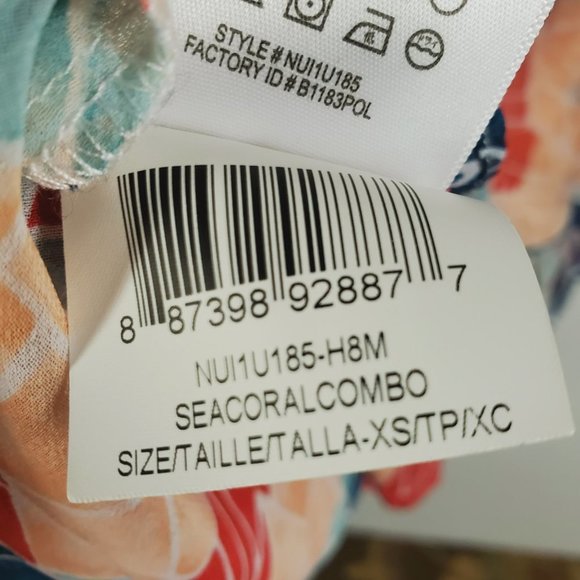 STYLE # NUI1U185
FACTORY ID # B1183POL
8 87398 92887 7
NUI1U185-H8M
SEACORALCOMBO
SIZE/TAILLE/TALLA-XS/TP/XC